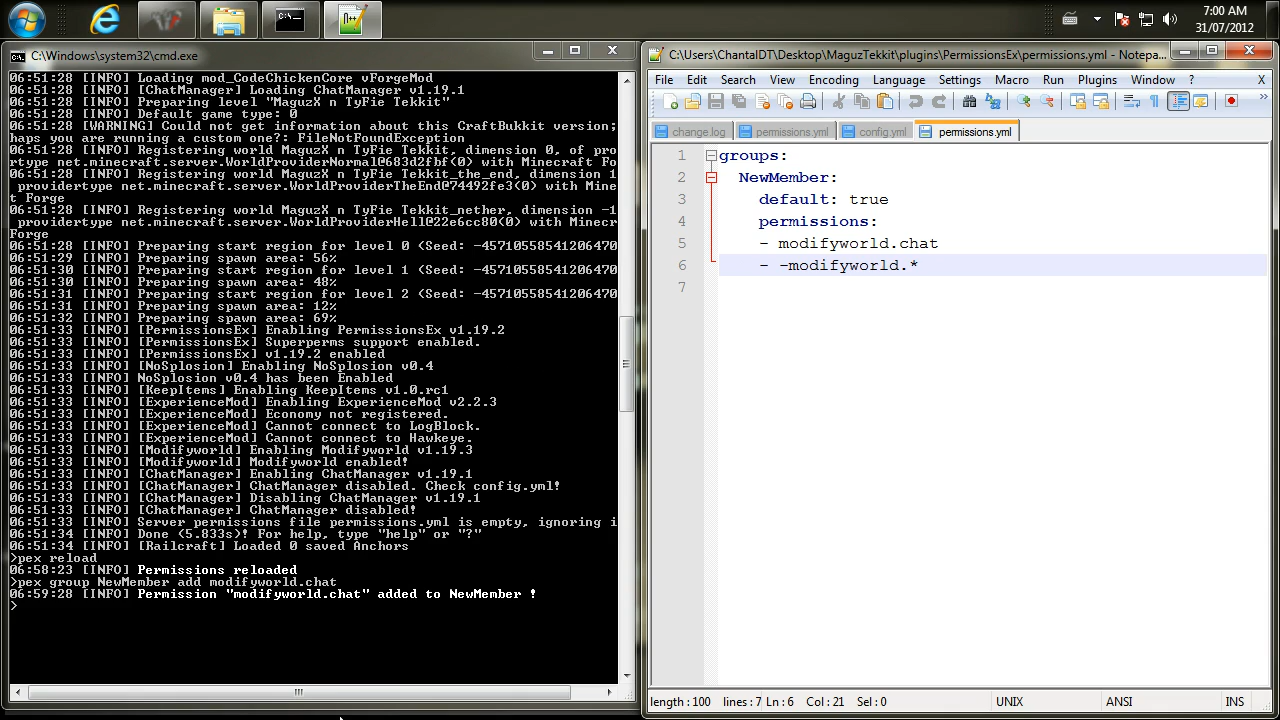 7:00 AM
31/07/2012
C:\Windows\system32\cmd.exe
06:51:28 [INFO] Loading mod_CodeChickenCore vForgeMod
06:51:28 [INFO] [ChatManager] Loading ChatManager v1.19.1
06:51:28 [INFO] Preparing level "MaguzX n TyFie Tekkit"
06:51:28 [INFO] Default game type: 0
06:51:28 [WARNING] Could not get information about this CraftBukkit version;
has you are running a custom one?: FileNotFoundException
06:51:28 [INFO] Registering world MaguzX n TyFie Tekkit, dimension 0, of pro
rtype net.minecraft.server.WorldProviderNormal@683d2fbf(0) with Minecraft Fo
06:51:28 [INFO] Registering world MaguzX n TyFie Tekkit_the_end, dimension 1
providertype net.minecraft.server.WorldProviderTheEnd@74492fe3(0) with Mine
t Forge
06:51:28 [INFO] Registering world MaguzX n TyFie Tekkit_nether, dimension -1
providertype net.minecraft.server.WorldProviderHell@22e6cc80(0) with Minecr
Forge
06:51:28 [INFO] Preparing start region for level 0 (Seed: -45710558541206470
06:51:29 [INFO] Preparing spawn area: 56%
06:51:30 [INFO] Preparing start region for level 1 (Seed: -45710558541206470
06:51:30 [INFO] Preparing spawn area: 48%
06:51:30 [INFO] Preparing start region for level 2 (Seed: -45710558541206470
06:51:31 [INFO] Preparing spawn area: 12%
06:51:32 [INFO] Preparing spawn area: 69%
06:51:33 [INFO] [PermissionsEx] Enabling PermissionsEx v1.19.2
06:51:33 [INFO] [PermissionsEx] Superperms support enabled.
06:51:33 [INFO] [PermissionsEx] v1.19.2 enabled
06:51:33 [INFO] [NoSplosion] Enabling NoSplosion v0.4
06:51:33 [INFO] NoSplosion v0.4 has been Enabled
06:51:33 [INFO] [KeepItems] Enabling KeepItems v1.0.rc1
06:51:33 [INFO] [ExperienceMod] Enabling ExperienceMod v2.2.3
06:51:33 [INFO] [ExperienceMod] Economy not registered.
06:51:33 [INFO] [ExperienceMod] Cannot connect to LogBlock.
06:51:33 [INFO] [ExperienceMod] Cannot connect to Hawkeye.
06:51:33 [INFO] [Modifyworld] Enabling Modifyworld v1.19.3
06:51:33 [INFO] [Modifyworld] Modifyworld enabled!
06:51:33 [INFO] [ChatManager] Enabling ChatManager v1.19.1
06:51:33 [INFO] [ChatManager] ChatManager disabled. Check config.yml!
06:51:33 [INFO] [ChatManager] Disabling ChatManager v1.19.1
06:51:33 [INFO] [ChatManager] ChatManager disabled!
06:51:33 [INFO] Server permissions file permissions.yml is empty, ignoring i
06:51:34 [INFO] Done (5.833s)! For help, type "help" or "?"
06:51:34 [INFO] [Railcraft] Loaded 0 saved Anchors
>pex reload
06:58:23 [INFO] Permissions reloaded
>pex group NewMember add modifyworld.chat
06:59:28 [INFO] Permission "modifyworld.chat" added to NewMember !
>
C:\Users\ChantalDT\Desktop\MaguzTekkit\plugins\PermissionsEx\permissions.yml - Notepa...
File Edit Search View Encoding Language Settings Macro Run Plugins Window ? X
change.log permissions.yml config.yml permissions.yml
1 groups:
2 NewMember:
3 default: true
4 permissions:
5 - modifyworld.chat
6 - -modifyworld.*
7
length : 100 lines : 7 Ln : 6 Col : 21 Sel : 0 UNIX ANSI INS